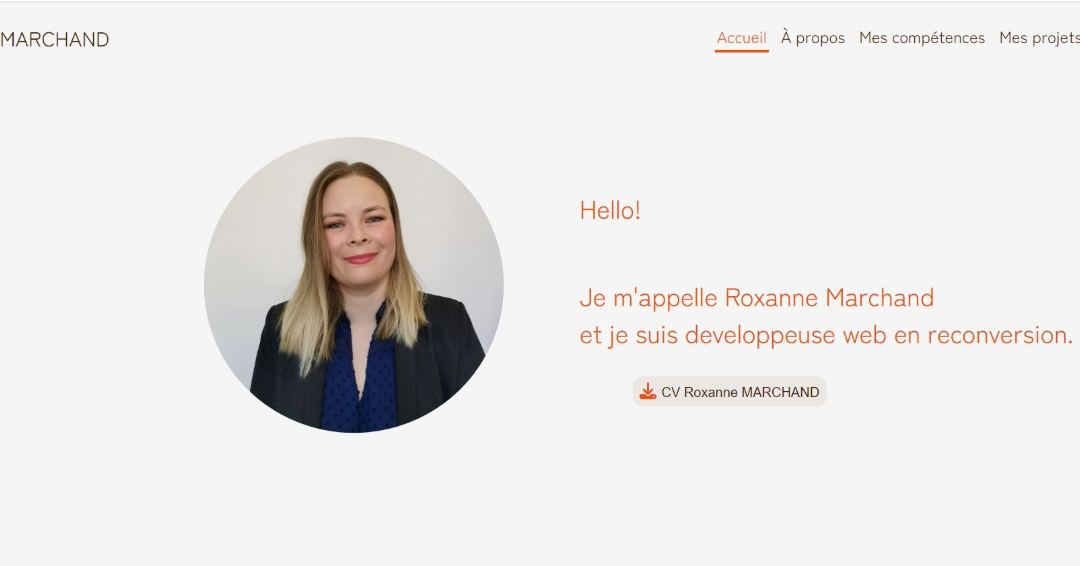 MARCHAND
Accueil À propos Mes compétences Mes projets
Hello!
Je m'appelle Roxanne Marchand
et je suis developpeuse web en reconversion.
CV Roxanne MARCHAND